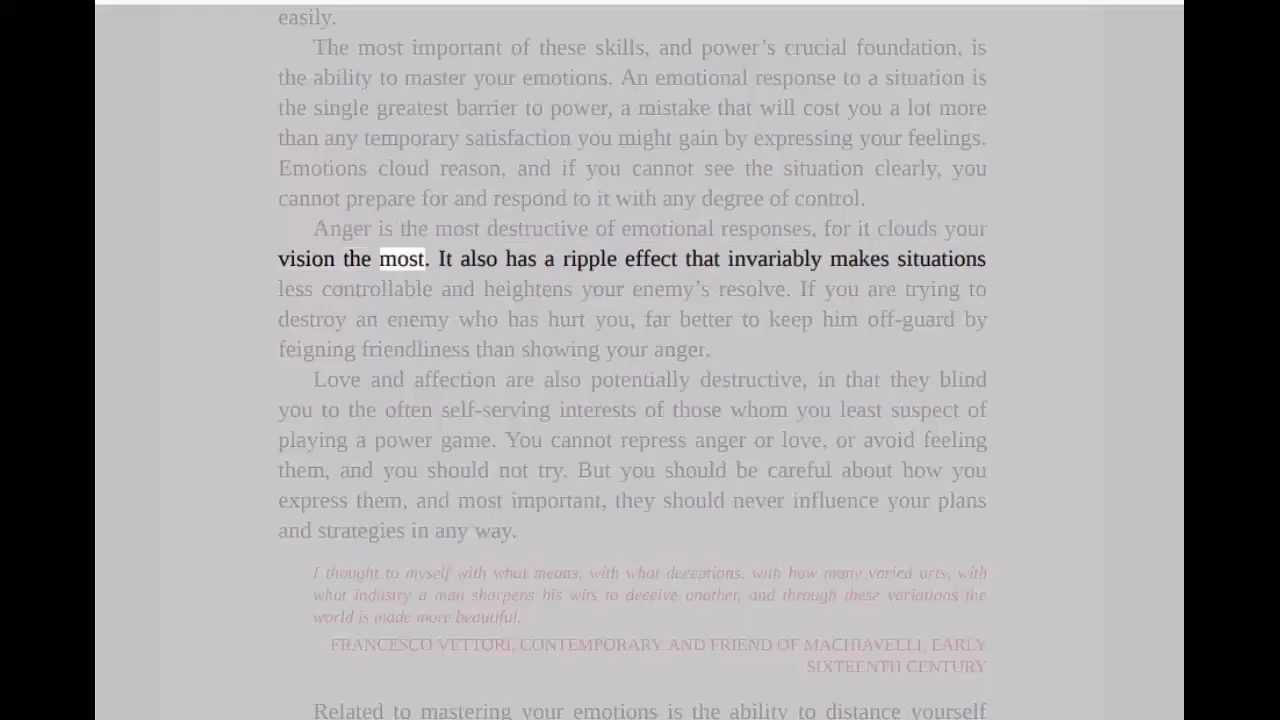 easily.
The most important of these skills, and power’s crucial foundation, is
the ability to master your emotions. An emotional response to a situation is
the single greatest barrier to power, a mistake that will cost you a lot more
than any temporary satisfaction you might gain by expressing your feelings.
Emotions cloud reason, and if you cannot see the situation clearly, you
cannot prepare for and respond to it with any degree of control.
Anger is the most destructive of emotional responses, for it clouds your
vision the most. It also has a ripple effect that invariably makes situations
less controllable and heightens your enemy’s resolve. If you are trying to
destroy an enemy who has hurt you, far better to keep him off-guard by
feigning friendliness than showing your anger.
Love and affection are also potentially destructive, in that they blind
you to the often self-serving interests of those whom you least suspect of
playing a power game. You cannot repress anger or love, or avoid feeling
them, and you should not try. But you should be careful about how you
express them, and most important, they should never influence your plans
and strategies in any way.
I thought to myself with what means, with what deceptions, with how many varied arts, with
what industry a man sharpens his wits to deceive another, and through these variations the
world is made more beautiful.
FRANCESCO VETTORI, CONTEMPORARY AND FRIEND OF MACHIAVELLI, EARLY
SIXTEENTH CENTURY
Related to mastering your emotions is the ability to distance yourself